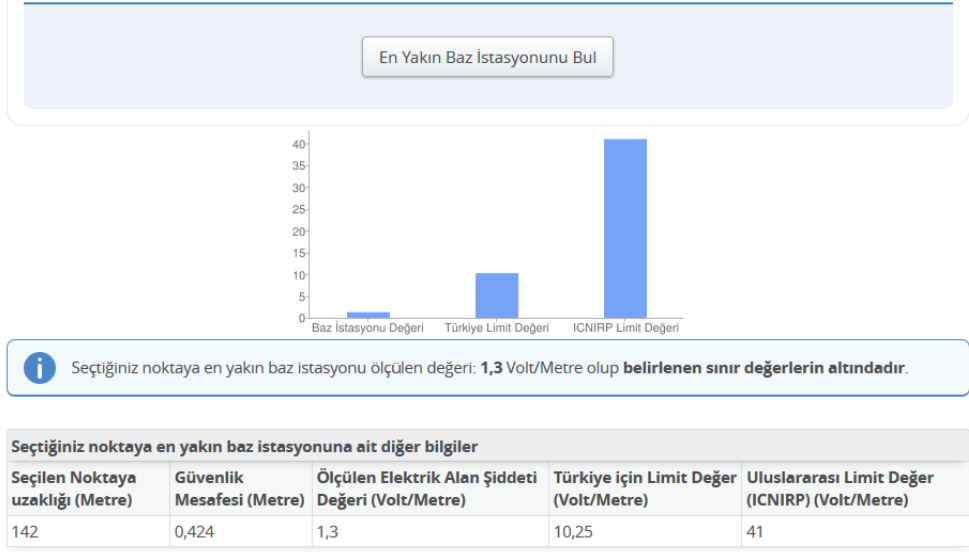 En Yakın Baz İstasyonunu Bul
40
35
30
25
20
15
10
5
0
Baz İstasyonu Değeri Türkiye Limit Değeri ICNIRP Limit Değeri
Seçtiğiniz noktaya en yakın baz istasyonu ölçülen değeri: 1,3 Volt/Metre olup belirlenen sınır değerlerin altındadır.
Seçtiğiniz noktaya en yakın baz istasyonuna ait diğer bilgiler
Seçilen Noktaya Güvenlik Ölçülen Elektrik Alan Şiddeti Türkiye için Limit Değer Uluslararası Limit Değer
uzaklığı (Metre) Mesafesi (Metre) Değeri (Volt/Metre) (Volt/Metre) (ICNIRP) (Volt/Metre)
142 0,424 1,3 10,25 41